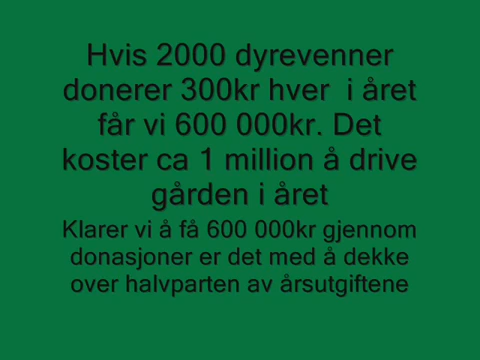 Hvis 2000 dyrevenner
donerer 300kr hver  i året
får vi 600 000kr. Det
koster ca 1 million å drive
gården i året
Klarer vi å få 600 000kr gjennom
donasjoner er det med å dekke
over halvparten av årsutgiftene